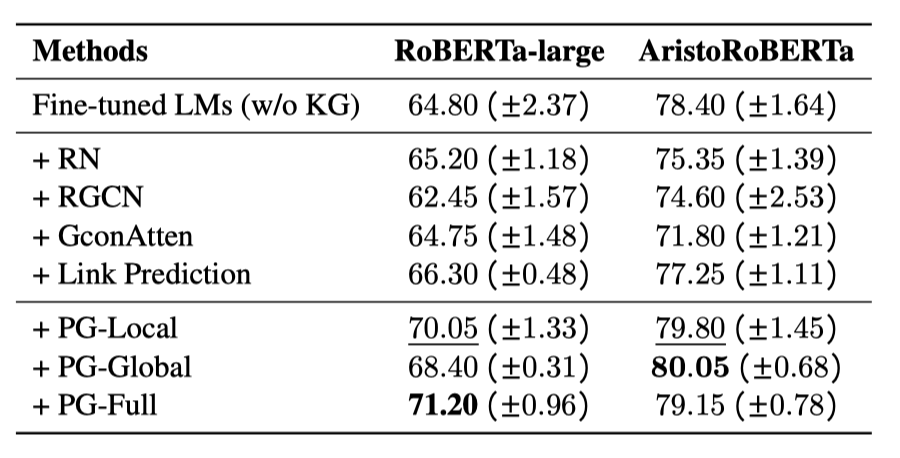 Methods RoBERTa-large AristoRoBERTa
Fine-tuned LMs (w/o KG) 64.80 (±2.37) 78.40 (±1.64)
+ RN 65.20 (±1.18) 75.35 (±1.39)
+ RGCN 62.45 (±1.57) 74.60 (±2.53)
+ GconAtten 64.75 (±1.48) 71.80 (±1.21)
+ Link Prediction 66.30 (±0.48) 77.25 (±1.11)
+ PG-Local 70.05 (±1.33) 79.80 (±1.45)
+ PG-Global 68.40 (±0.31) 80.05 (±0.68)
+ PG-Full 71.20 (±0.96) 79.15 (±0.78)